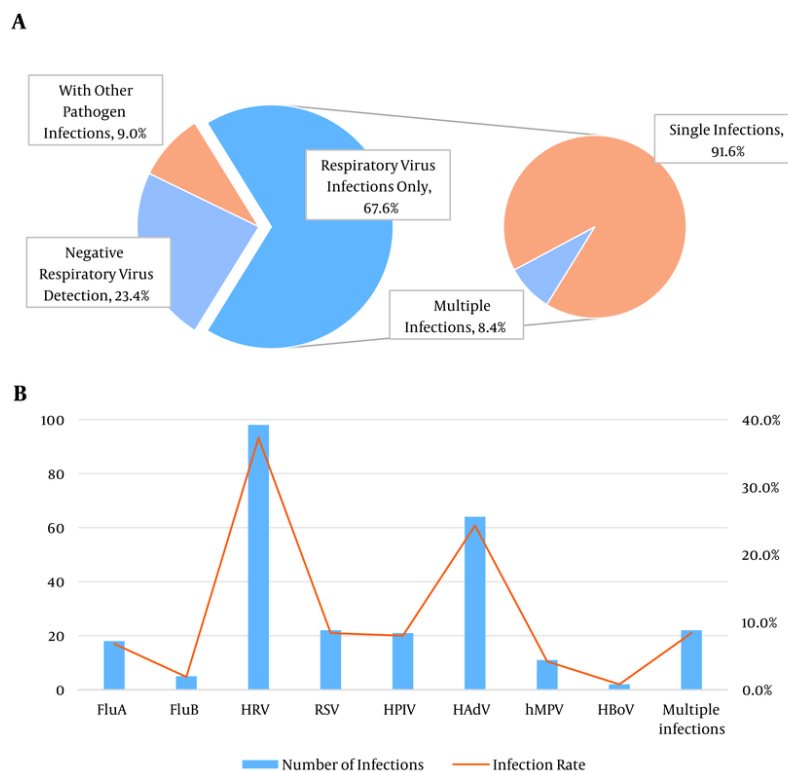 A
With Other
Pathogen
Infections, 9.0%
Single Infections,
91.6%
Respiratory Virus
Infections Only,
67.6%
Negative
Respiratory Virus
Detection, 23.4%
Multiple
Infections, 8.4%
B
100
80
60
40
20
0
40.0%
30.0%
20.0%
10.0%
0.0%
FluA
FluB
HRV
RSV
HPIV
HAdV
hMPV
HBoV
Multiple
infections
Number of Infections
Infection Rate